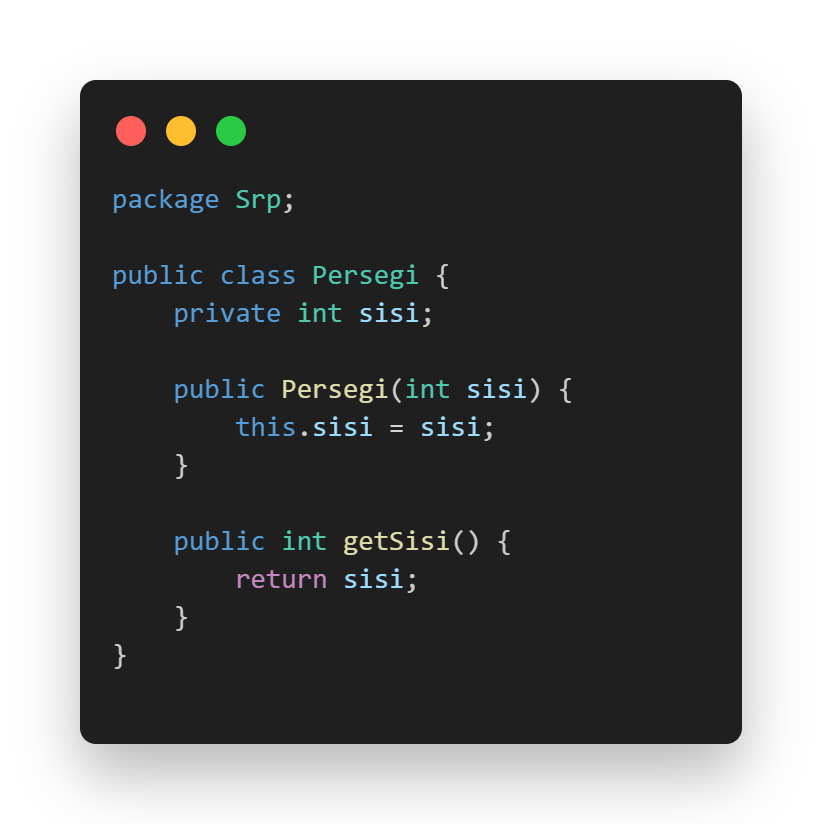 package Srp;
public class Persegi {
    private int sisi;
    public Persegi(int sisi) {
        this.sisi = sisi;
    }
    public int getSisi() {
        return sisi;
    }
}